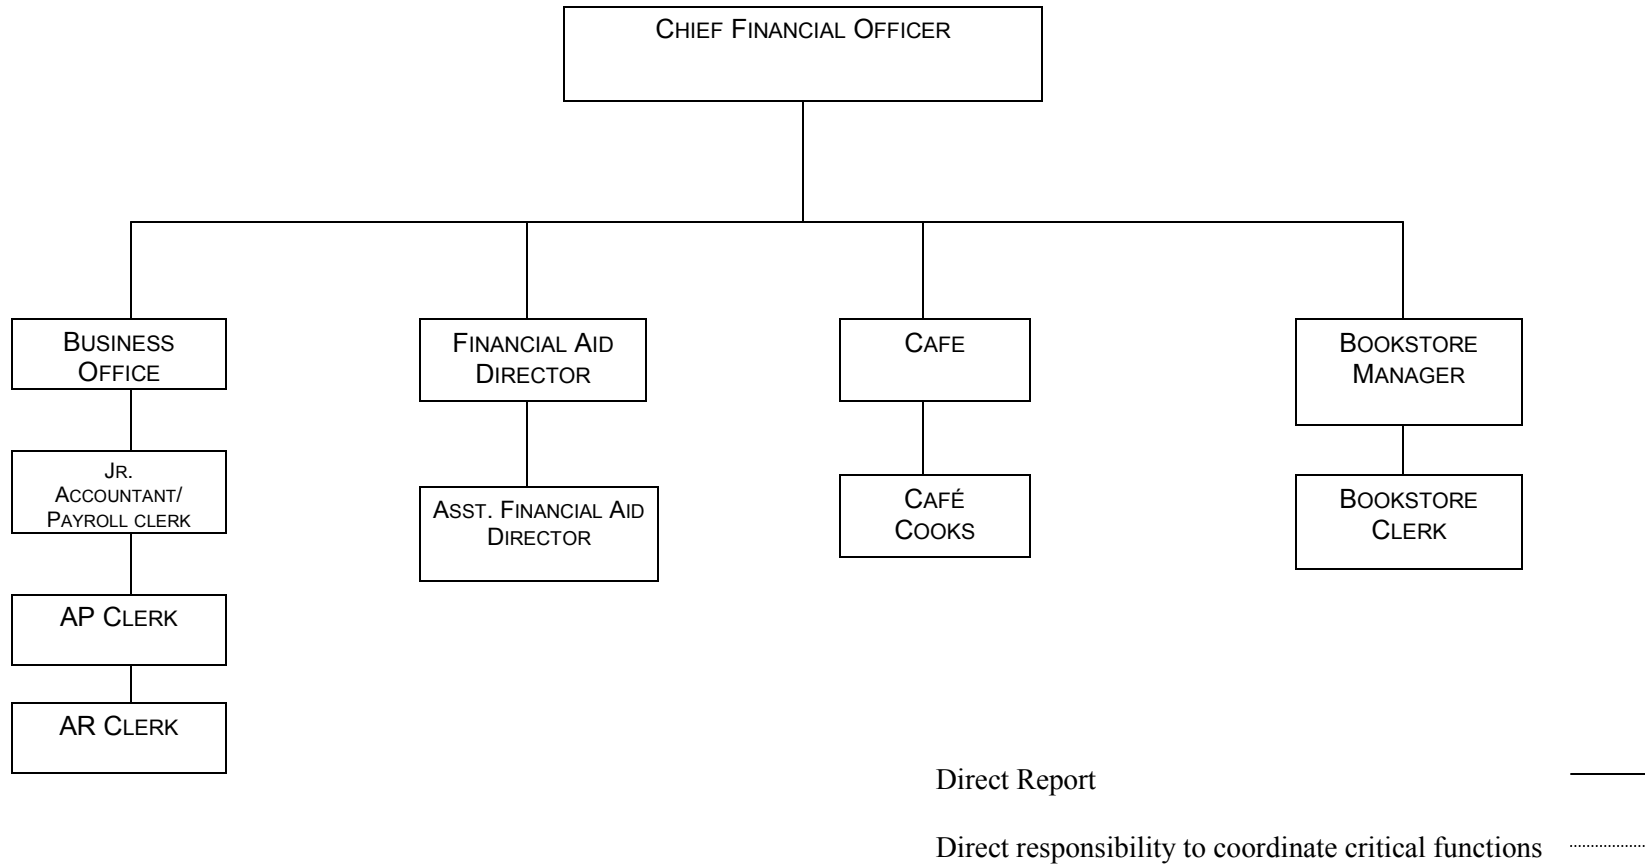 CHIEF FINANCIAL OFFICER
BUSINESS
OFFICE
FINANCIAL AID
DIRECTOR
CAFE
BOOKSTORE
MANAGER
JR.
ACCOUNTANT/
PAYROLL CLERK
ASST. FINANCIAL AID
DIRECTOR
CAFÉ
COOKS
BOOKSTORE
CLERK
AP CLERK
AR CLERK
Direct Report
Direct responsibility to coordinate critical functions